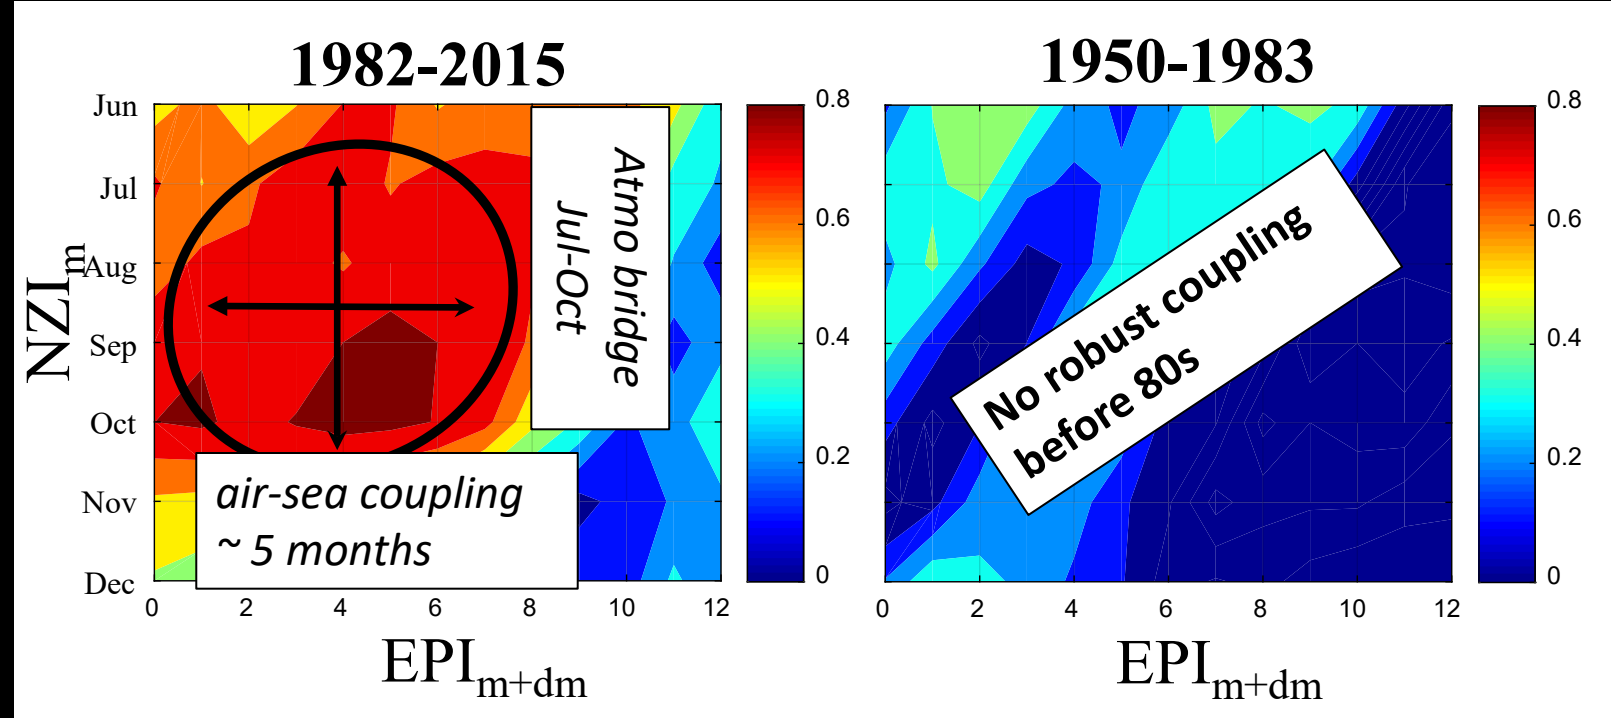 1982-2015
1950-1983
Jun
Jul
Aug
Sep
Oct
Nov
Dec
NZIm
0 2 4 6 8 10 12
EPIm+dm
0.8
0.6
0.4
0.2
0
Atmo bridge
Jul-Oct
air-sea coupling
~ 5 months
No robust coupling
before 80s
0 2 4 6 8 10 12
EPIm+dm
0.8
0.6
0.4
0.2
0